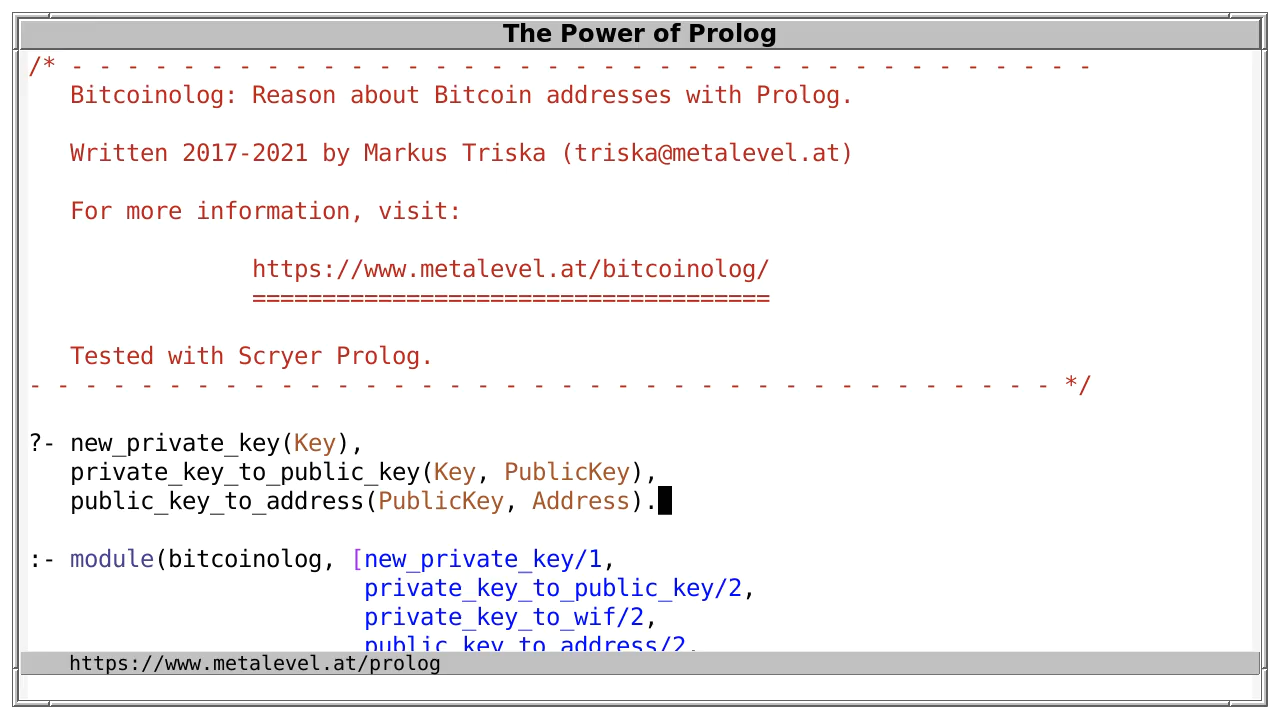 The Power of Prolog
/* - - - - - - - - - - - - - - - - - - - - - - - - - - - - - - - - - - - - -
Bitcoinolog: Reason about Bitcoin addresses with Prolog.
Written 2017-2021 by Markus Triska (triska@metalevel.at)
For more information, visit:
https://www.metalevel.at/bitcoinolog/
=====================================
Tested with Scryer Prolog.
- - - - - - - - - - - - - - - - - - - - - - - - - - - - - - - - - - - - - */
?- new_private_key(Key),
private_key_to_public_key(Key, PublicKey),
public_key_to_address(PublicKey, Address).
:- module(bitcoinolog, [new_private_key/1,
private_key_to_public_key/2,
private_key_to_wif/2,
public_key_to_address/2,
https://www.metalevel.at/prolog